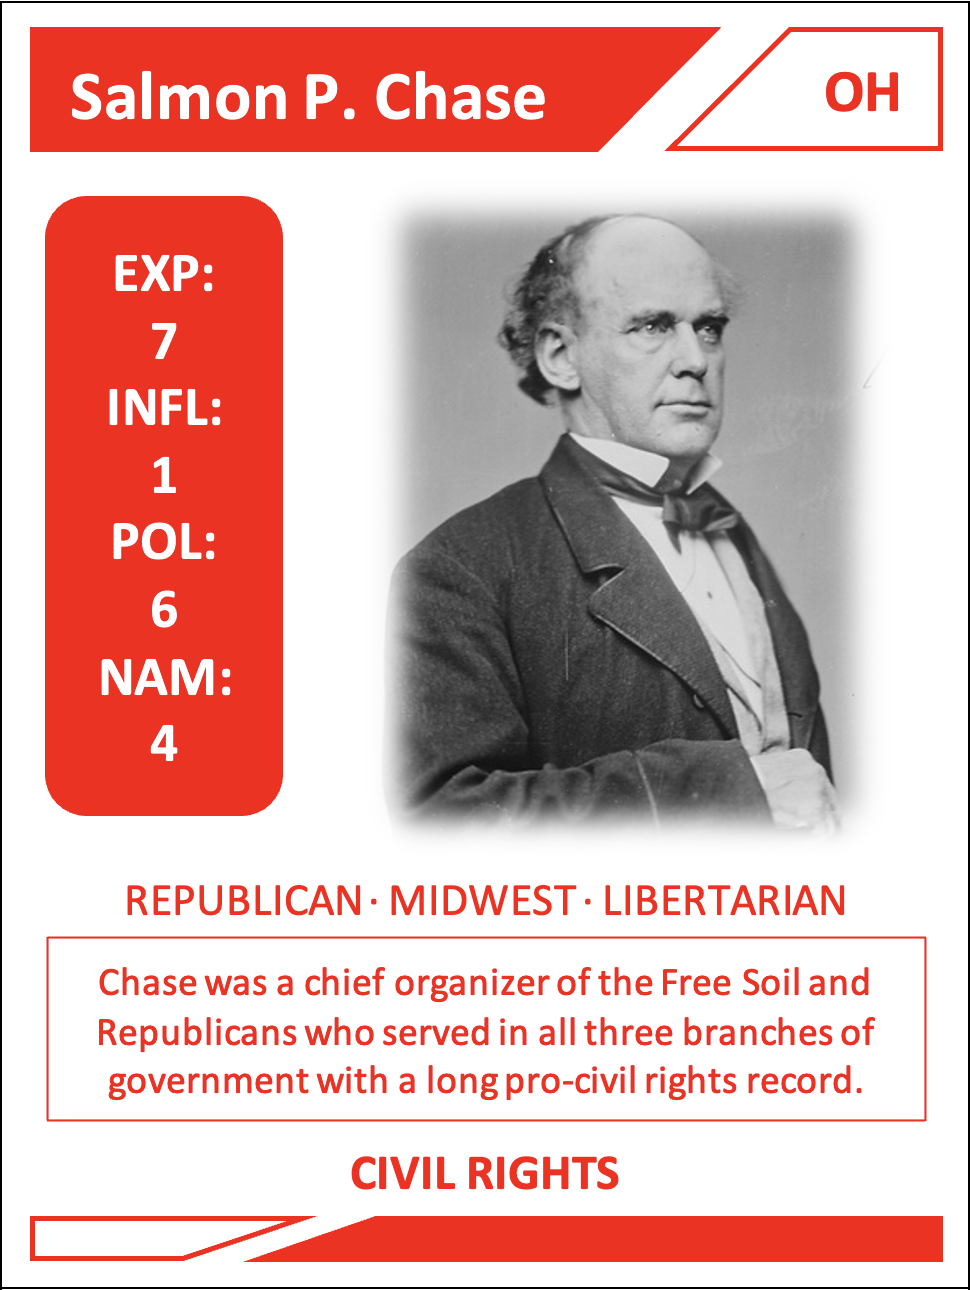 Salmon P. Chase
OH
EXP:
7
INFL:
1
POL:
6
NAM:
4
REPUBLICAN · MIDWEST · LIBERTARIAN
Chase was a chief organizer of the Free Soil and
Republicans who served in all three branches of
government with a long pro-civil rights record.
CIVIL RIGHTS